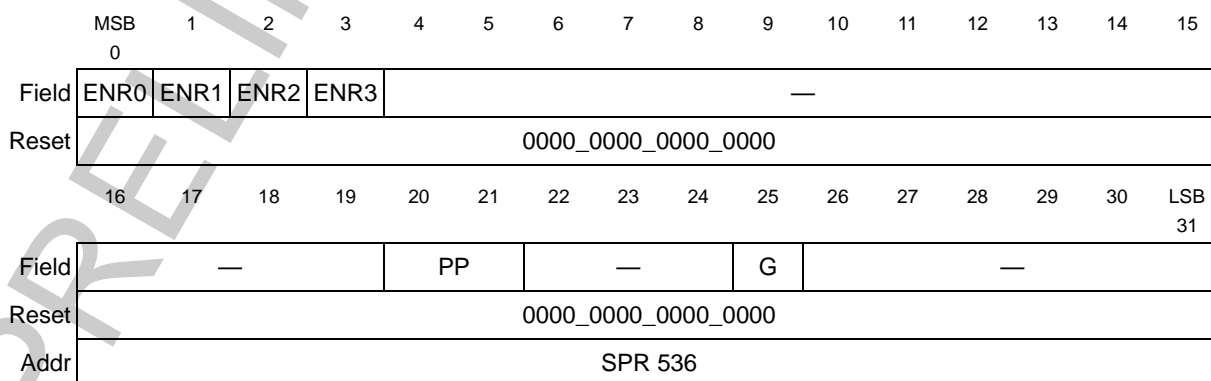 MSB 1 2 3 4 5 6 7 8 9 10 11 12 13 14 15
0
Field ENR0 ENR1 ENR2 ENR3 —
Reset 0000_0000_0000_0000
16 17 18 19 20 21 22 23 24 25 26 27 28 29 30 LSB
31
Field — PP — G —
Reset 0000_0000_0000_0000
Addr SPR 536
PRELI